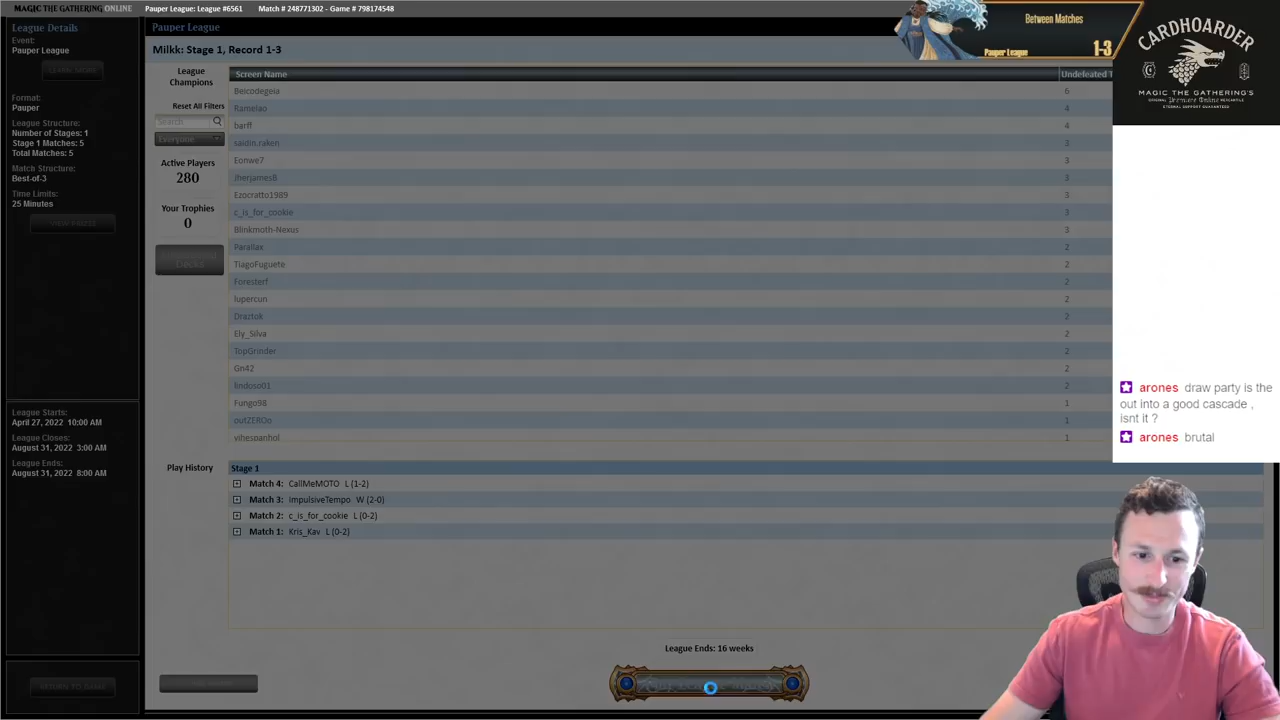 MAGIC THE GATHERING ONLINE
Pauper League: League #6561
Match # 248771302 - Game # 798174548
League Details
Event:
Pauper League
Format:
Pauper
League Structure:
Number of Stages: 1
Stage 1 Matches: 5
Total Matches: 5
Match Structure:
Best-of-3
Time Limits:
25 Minutes
League Starts:
April 27, 2022 10:00 AM
League Closes:
August 31, 2022 3:00 AM
League Ends:
August 31, 2022 8:00 AM
RETURN TO GAME
Pauper League
Milkk: Stage 1, Record 1-3
League
Champions
Reset All Filters
Search
Everyone
Active Players
280
Your Trophies
0
Decks
Screen Name
Undefeated T
Beicodegeia 6
Ramelao 4
barff 4
saidin.raken 3
Eonwe7 3
JherjamesB 3
Ezocratto1989 3
c_is_for_cookie 3
Blinkmoth-Nexus 3
Parallax 2
TiagoFuguete 2
Foresterf 2
lupercun 2
Draztok 2
Ely_Silva 2
TopGrinder 2
Gn42 2
lindoso01 2
Fungo98 1
outZEROo 1
vihespanhol 1
Play History
Stage 1
Match 4: CallMeMOTO L (1-2)
Match 3: ImpulsiveTempo W (2-0)
Match 2: c_is_for_cookie L (0-2)
Match 1: Kris_Kav L (0-2)
League Ends: 16 weeks
Between Matches
Pauper League
1-3
CARDHOARDER
MAGIC THE GATHERING'S
arones draw party is the
out into a good cascade ,
isnt it ?
arones brutal